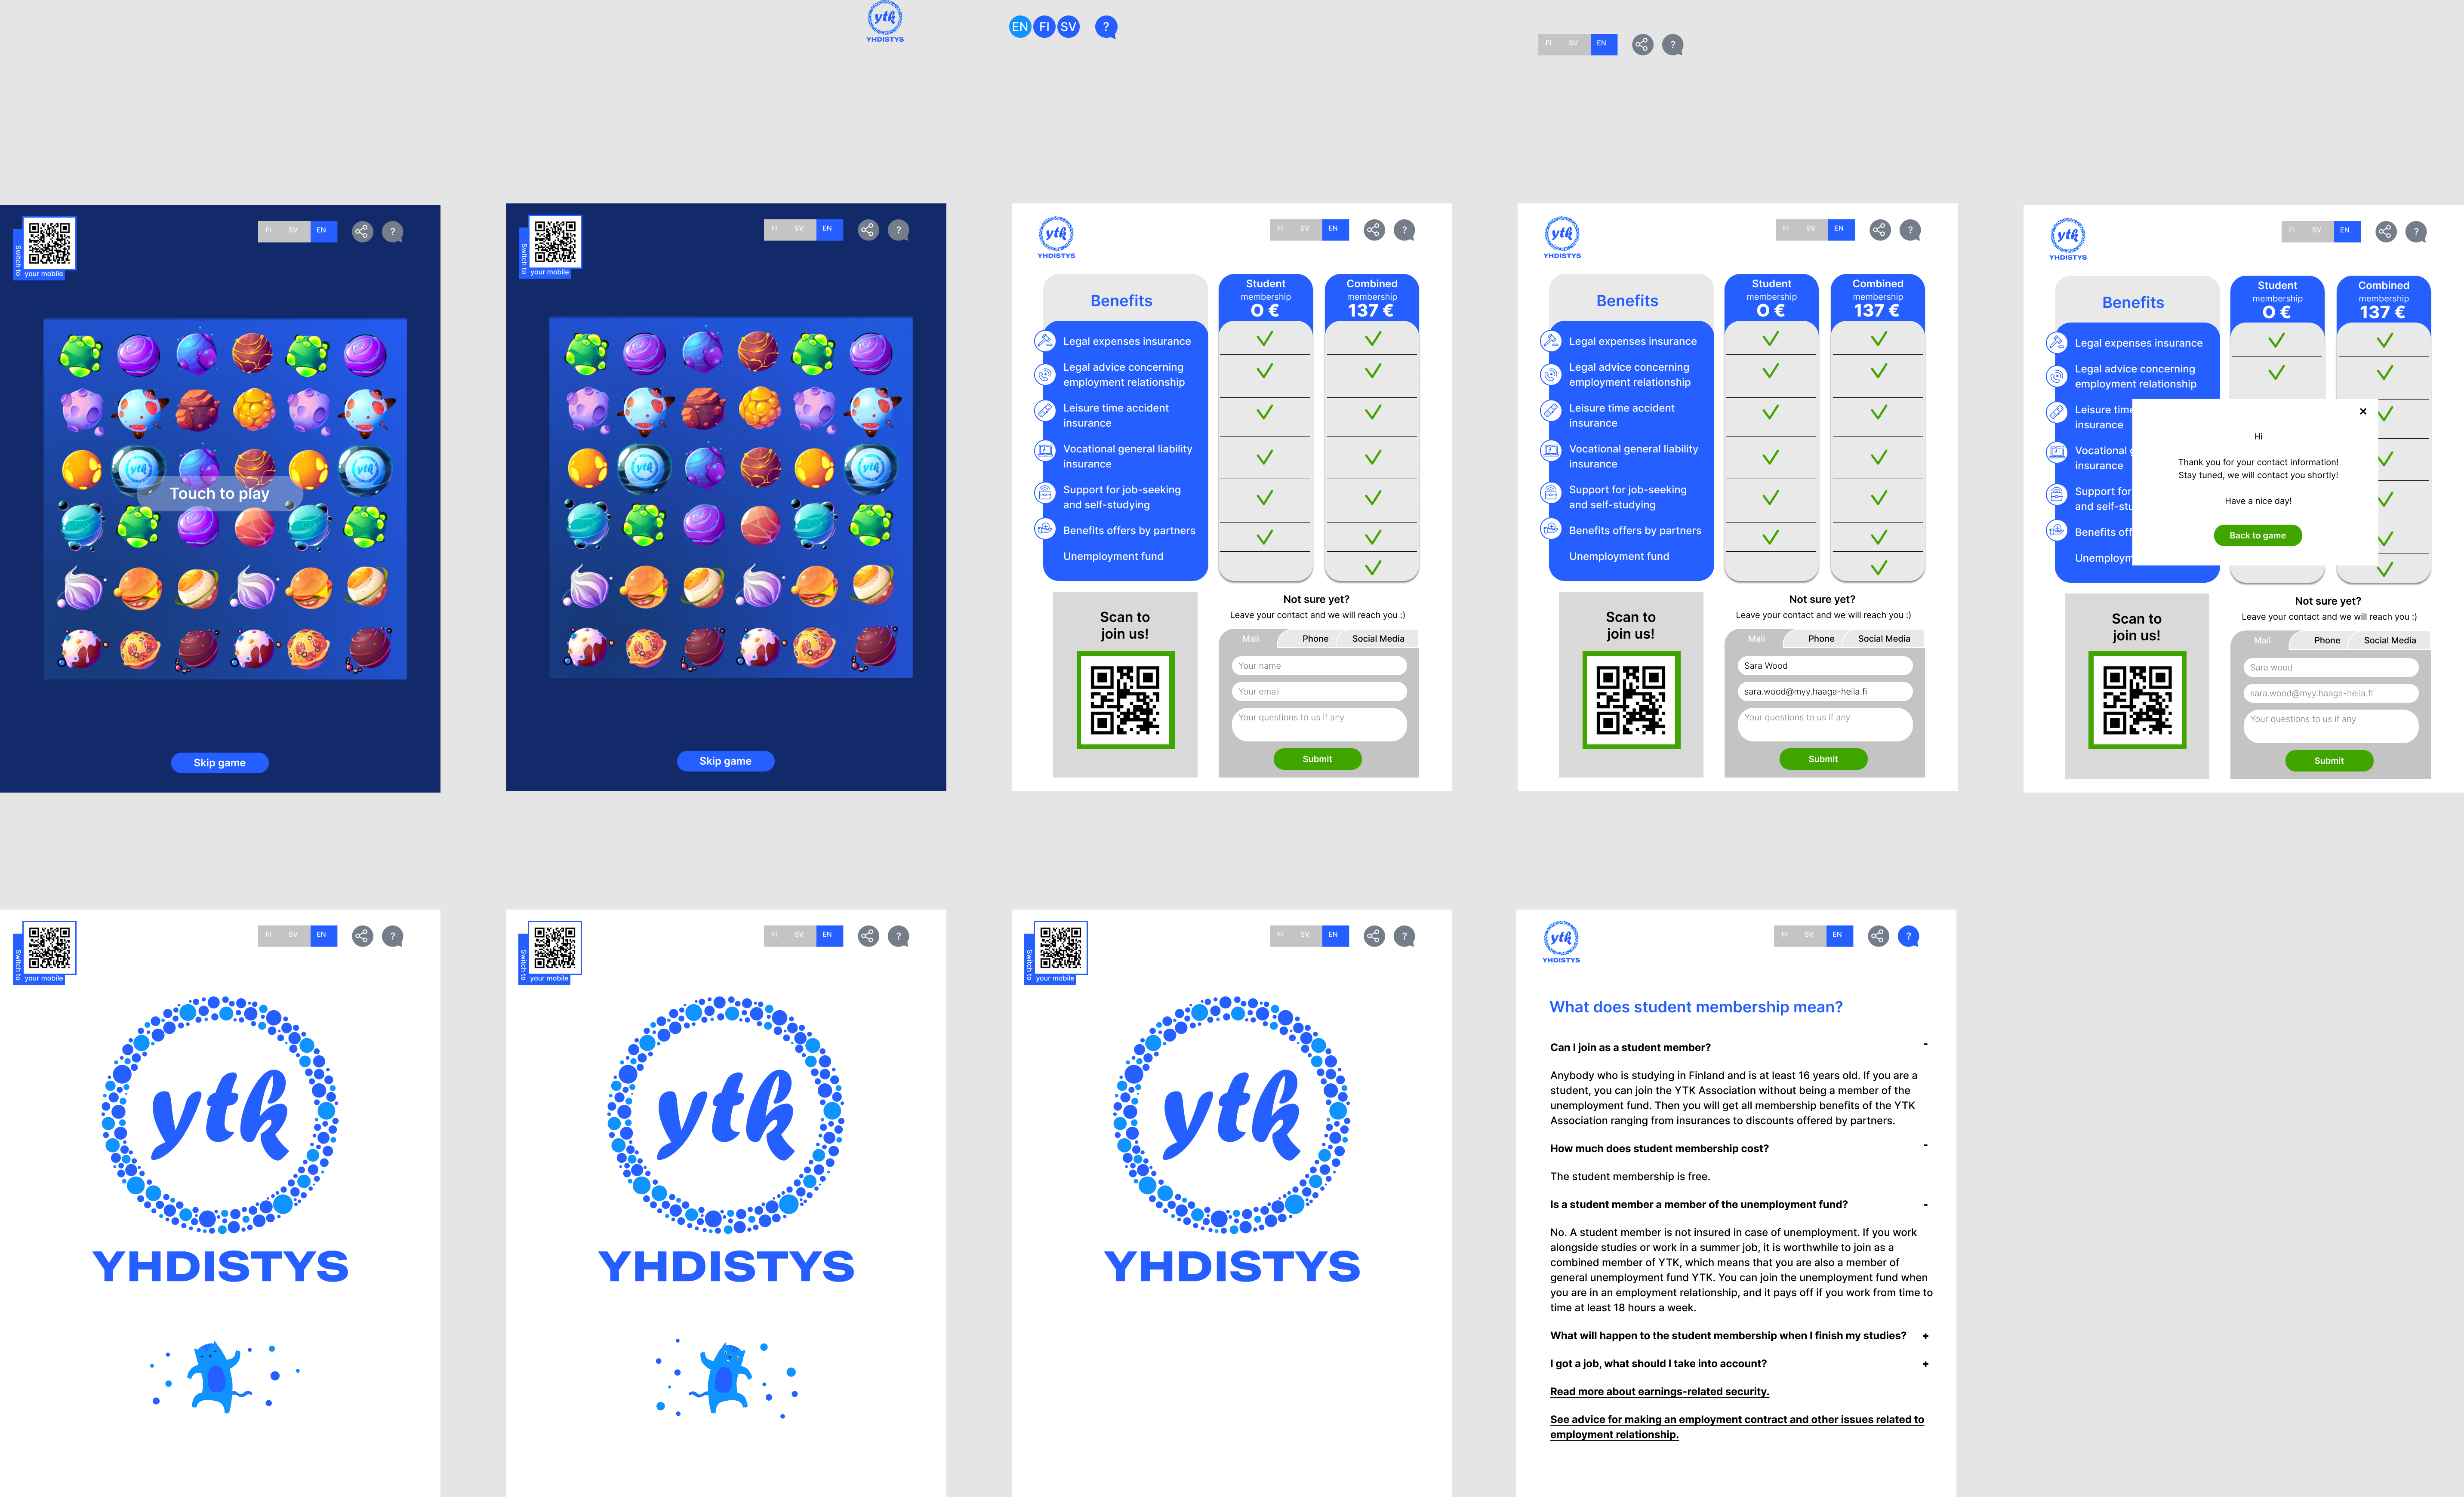 ytk
YHDISTYS
EN FI SV ?
FI SV EN ?
Switch to
your mobile
FI SV EN ?
ytk ytk
Touch to play
Skip game
Switch to
your mobile
FI SV EN ?
ytk ytk
Skip game
ytk
YHDISTYS
FI SV EN ?
Benefits
Student
membership
0 €
Combined
membership
137 €
Legal expenses insurance
Legal advice concerning
employment relationship
Leisure time accident
insurance
Vocational general liability
insurance
Support for job-seeking
and self-studying
Benefits offers by partners
Unemployment fund
Scan to
join us!
Not sure yet?
Leave your contact and we will reach you :)
Mail Phone Social Media
Your name
Your email
Your questions to us if any
Submit
ytk
YHDISTYS
FI SV EN ?
Benefits
Student
membership
0 €
Combined
membership
137 €
Legal expenses insurance
Legal advice concerning
employment relationship
Leisure time accident
insurance
Vocational general liability
insurance
Support for job-seeking
and self-studying
Benefits offers by partners
Unemployment fund
Scan to
join us!
Not sure yet?
Leave your contact and we will reach you :)
Mail Phone Social Media
Sara Wood
sara.wood@myy.haaga-helia.fi
Your questions to us if any
Submit
ytk
YHDISTYS
FI SV EN ?
Benefits
Student
membership
0 €
Combined
membership
137 €
Legal expenses insurance
Legal advice concerning
employment relationship
Leisure time
insurance
Vocational g
insurance
Support for
and self-stu
Benefits off
Unemploym
×
Hi
Thank you for your contact information!
Stay tuned, we will contact you shortly!
Have a nice day!
Back to game
Scan to
join us!
Not sure yet?
Leave your contact and we will reach you :)
Mail Phone Social Media
Sara wood
sara.wood@myy.haaga-helia.fi
Your questions to us if any
Submit
Switch to
your mobile
FI SV EN ?
ytk
YHDISTYS
Switch to
your mobile
FI SV EN ?
ytk
YHDISTYS
Switch to
your mobile
FI SV EN ?
ytk
YHDISTYS
ytk
YHDISTYS
FI SV EN ?
What does student membership mean?
Can I join as a student member? -
Anybody who is studying in Finland and is at least 16 years old. If you are a
student, you can join the YTK Association without being a member of the
unemployment fund. Then you will get all membership benefits of the YTK
Association ranging from insurances to discounts offered by partners.
How much does student membership cost? -
The student membership is free.
Is a student member a member of the unemployment fund? -
No. A student member is not insured in case of unemployment. If you work
alongside studies or work in a summer job, it is worthwhile to join as a
combined member of YTK, which means that you are also a member of
general unemployment fund YTK. You can join the unemployment fund when
you are in an employment relationship, and it pays off if you work from time to
time at least 18 hours a week.
What will happen to the student membership when I finish my studies? +
I got a job, what should I take into account? +
Read more about earnings-related security.
See advice for making an employment contract and other issues related to
employment relationship.